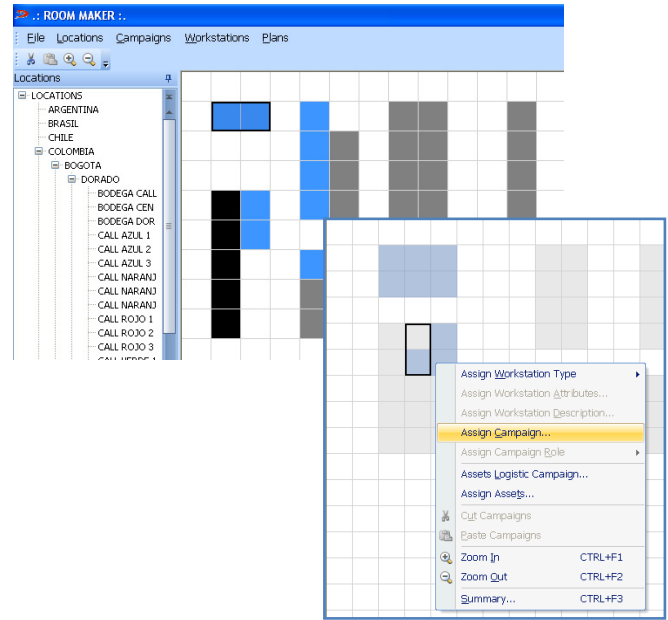 .: ROOM MAKER :.
File Locations Campaigns Workstations Plans
Locations
LOCATIONS
ARGENTINA
BRASIL
CHILE
COLOMBIA
BOGOTA
DORADO
BODEGA CALL
BODEGA CEN
BODEGA DOR
CALL AZUL 1
CALL AZUL 2
CALL AZUL 3
CALL NARANJ
CALL NARANJ
CALL NARANJ
CALL ROJO 1
CALL ROJO 2
CALL ROJO 3
Assign Workstation Type
Assign Workstation Attributes...
Assign Workstation Description...
Assign Campaign...
Assign Campaign Role
Assets Logistic Campaign...
Assign Assets...
Cut Campaigns
Paste Campaigns
Zoom In CTRL+F1
Zoom Out CTRL+F2
Summary... CTRL+F3